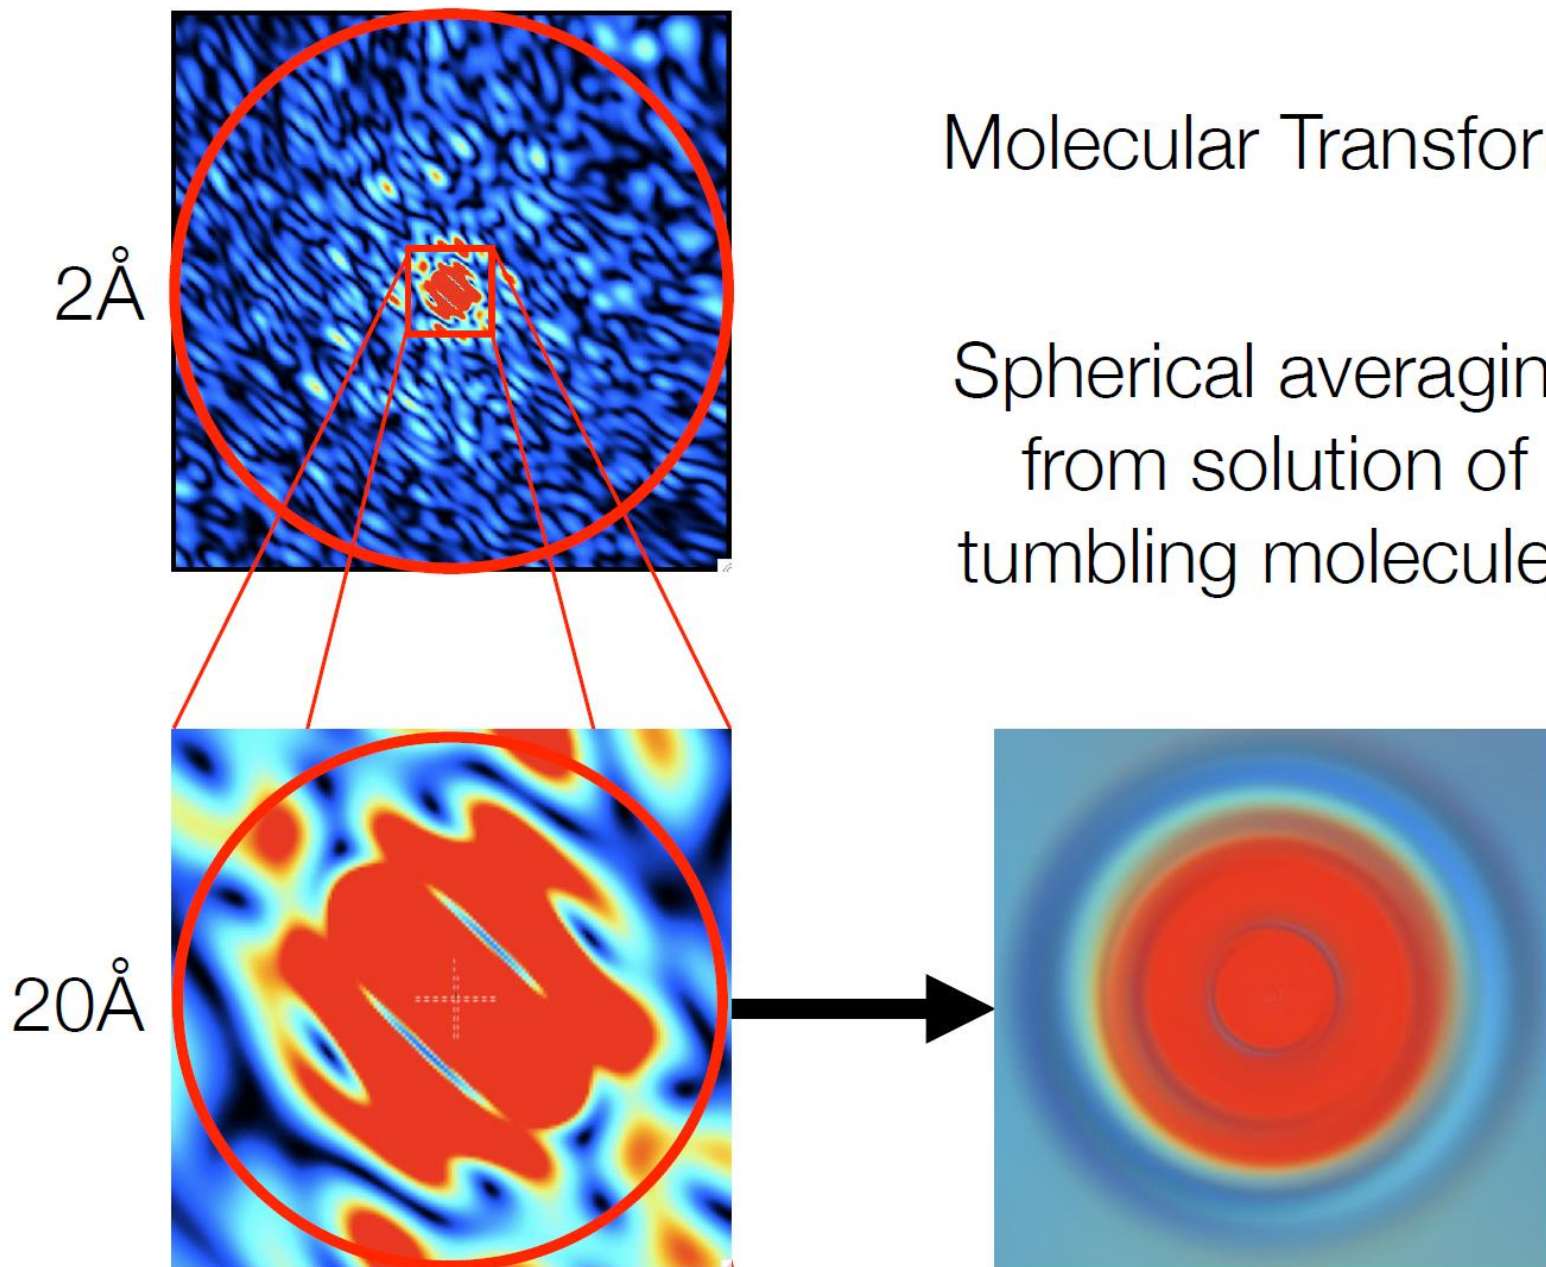 Molecular Transfor
2Å
Spherical averagin
from solution of
tumbling molecule
20Å